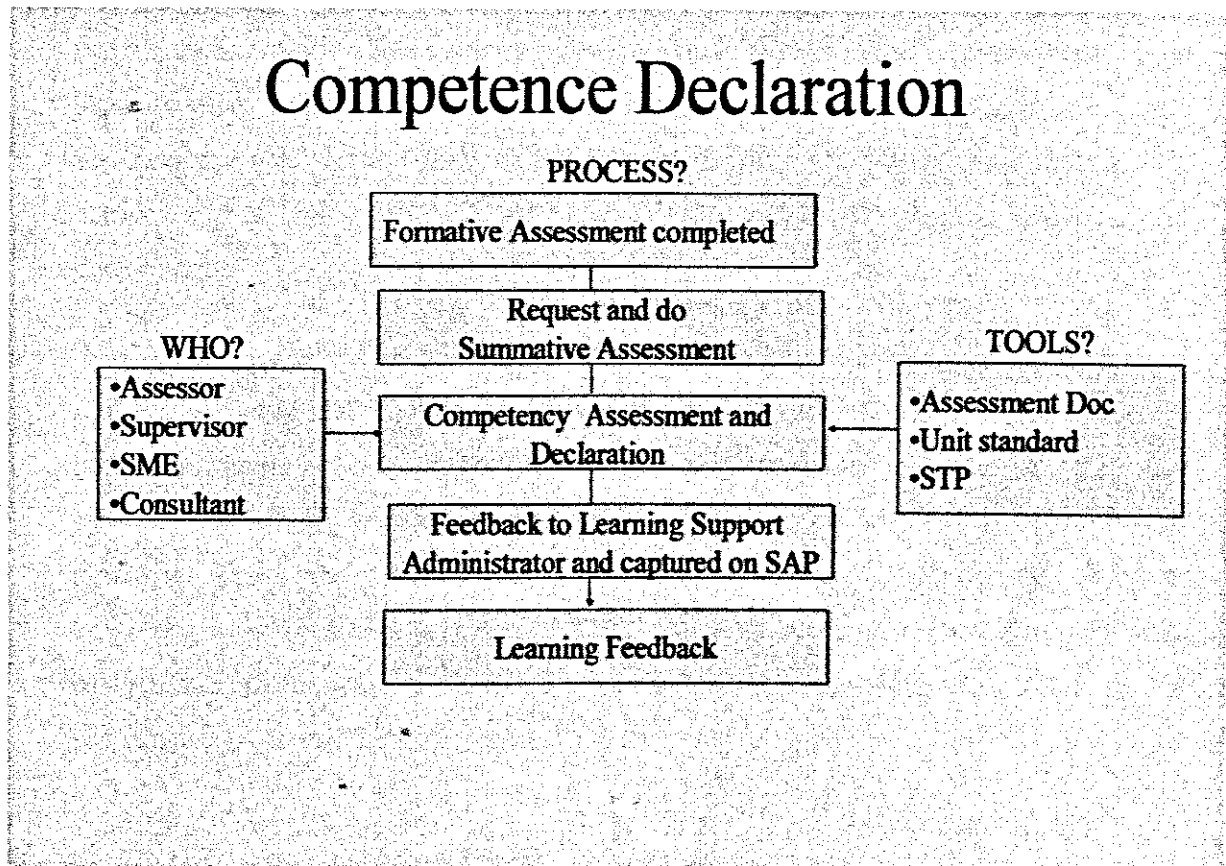 Competence Declaration
PROCESS?
Formative Assessment completed
Request and do
Summative Assessment
WHO?
•Assessor
•Supervisor
•SME
•Consultant
Competency Assessment and
Declaration
TOOLS?
•Assessment Doc
•Unit standard
•STP
Feedback to Learning Support
Administrator and captured on SAP
Learning Feedback